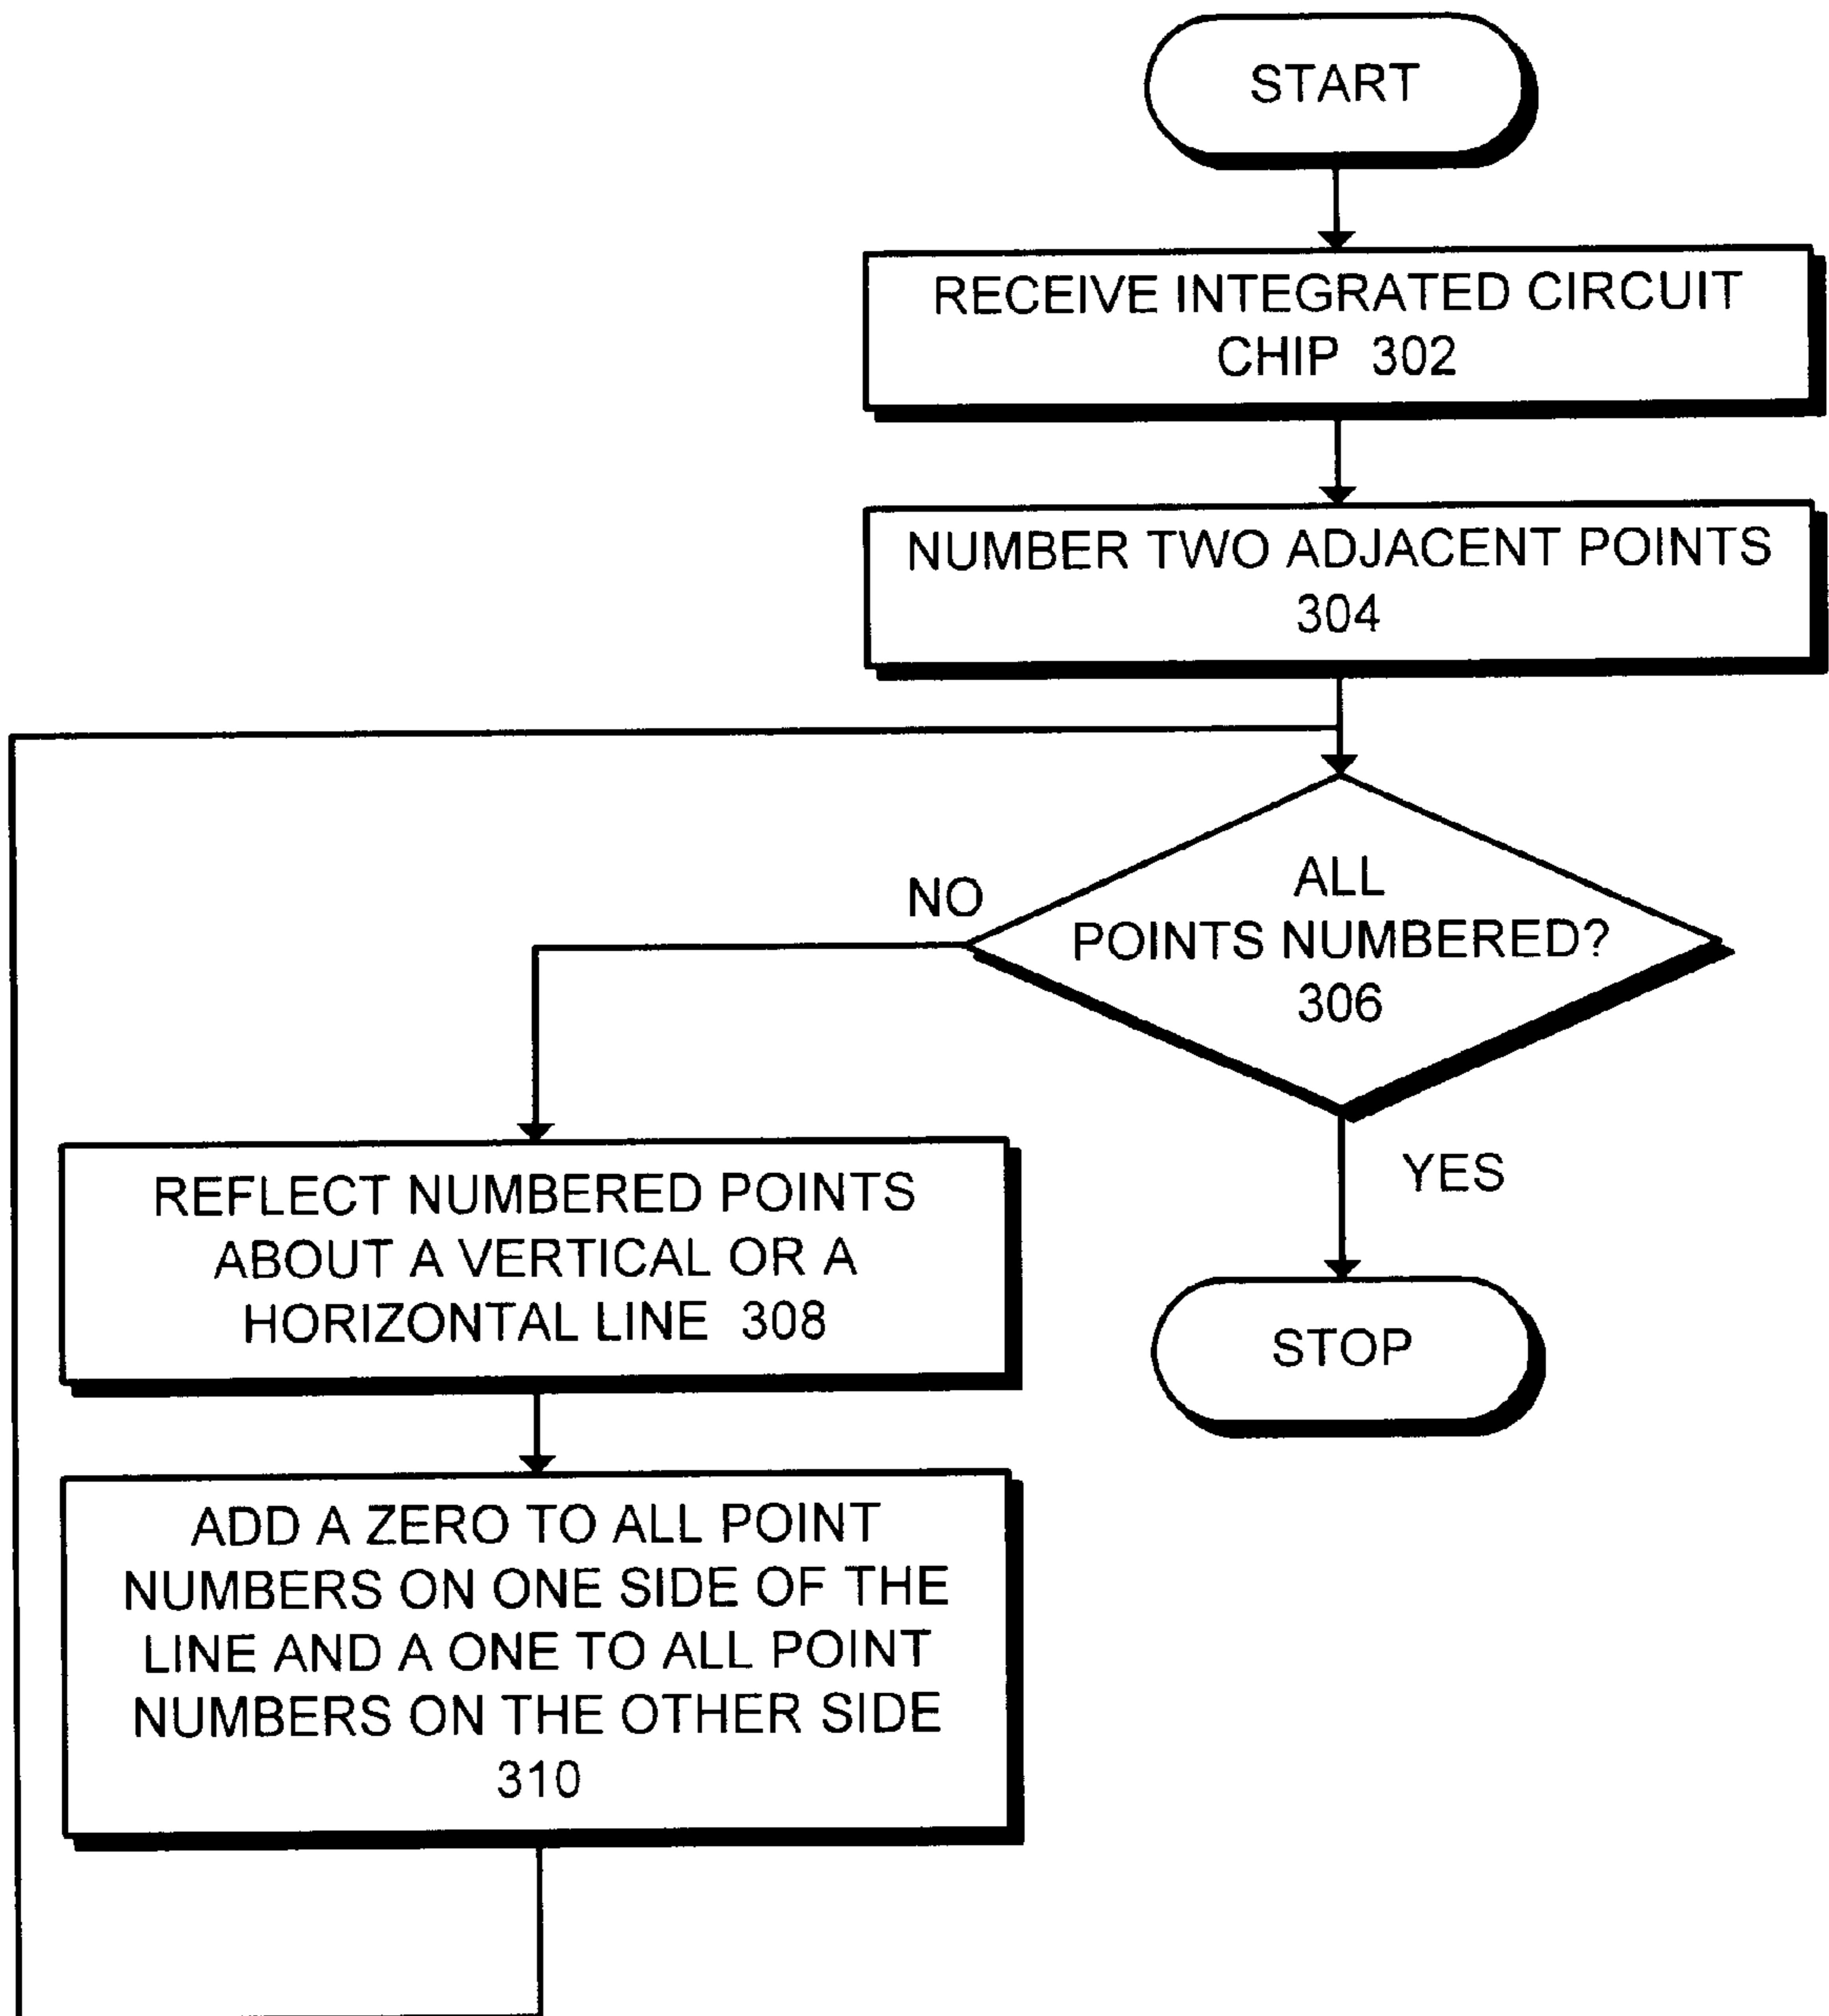 START
RECEIVE INTEGRATED CIRCUIT
CHIP 302
NUMBER TWO ADJACENT POINTS
304
ALL
POINTS NUMBERED?
306
NO
YES
STOP
REFLECT NUMBERED POINTS
ABOUT A VERTICAL OR A
HORIZONTAL LINE 308
ADD A ZERO TO ALL POINT
NUMBERS ON ONE SIDE OF THE
LINE AND A ONE TO ALL POINT
NUMBERS ON THE OTHER SIDE
310